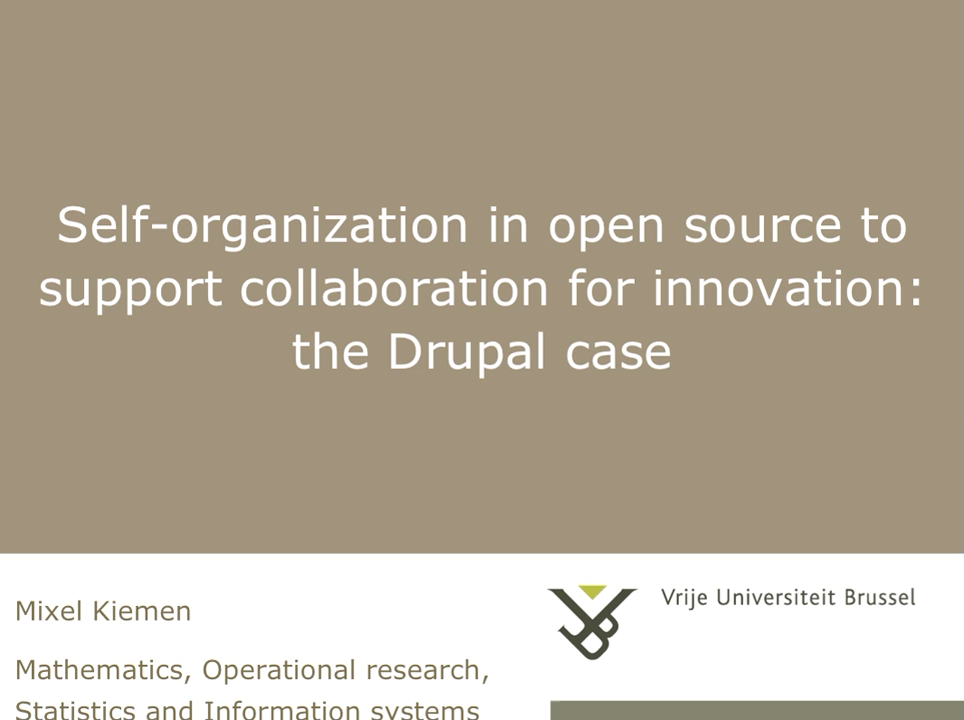 Self-organization in open source to
support collaboration for innovation:
the Drupal case
Mixel Kiemen
Vrije Universiteit Brussel
Mathematics, Operational research,
Statistics and Information systems